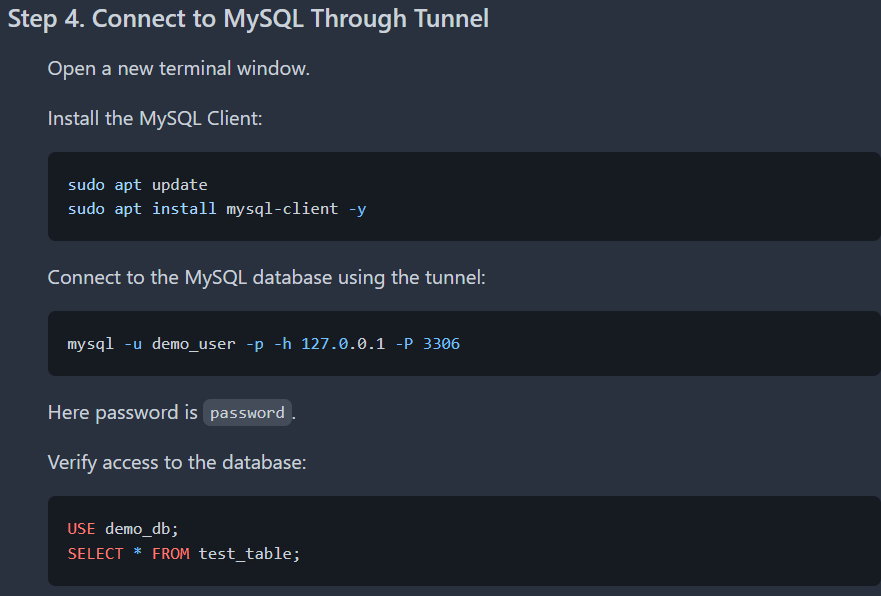 Step 4. Connect to MySQL Through Tunnel
Open a new terminal window.
Install the MySQL Client:
sudo apt update
sudo apt install mysql-client -y
Connect to the MySQL database using the tunnel:
mysql -u demo_user -p -h 127.0.0.1 -P 3306
Here password is password.
Verify access to the database:
USE demo_db;
SELECT * FROM test_table;